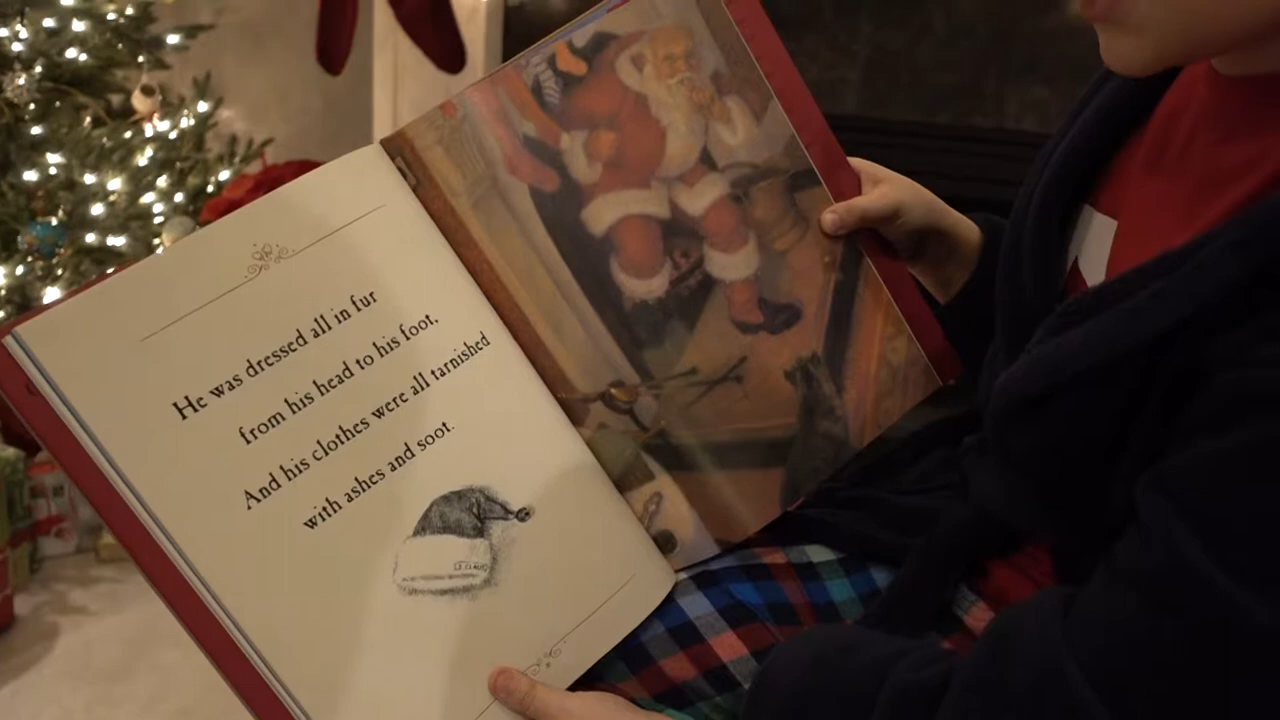 He was dressed all in fur
from his head to his foot,
And his clothes were all tarnished
with ashes and soot.